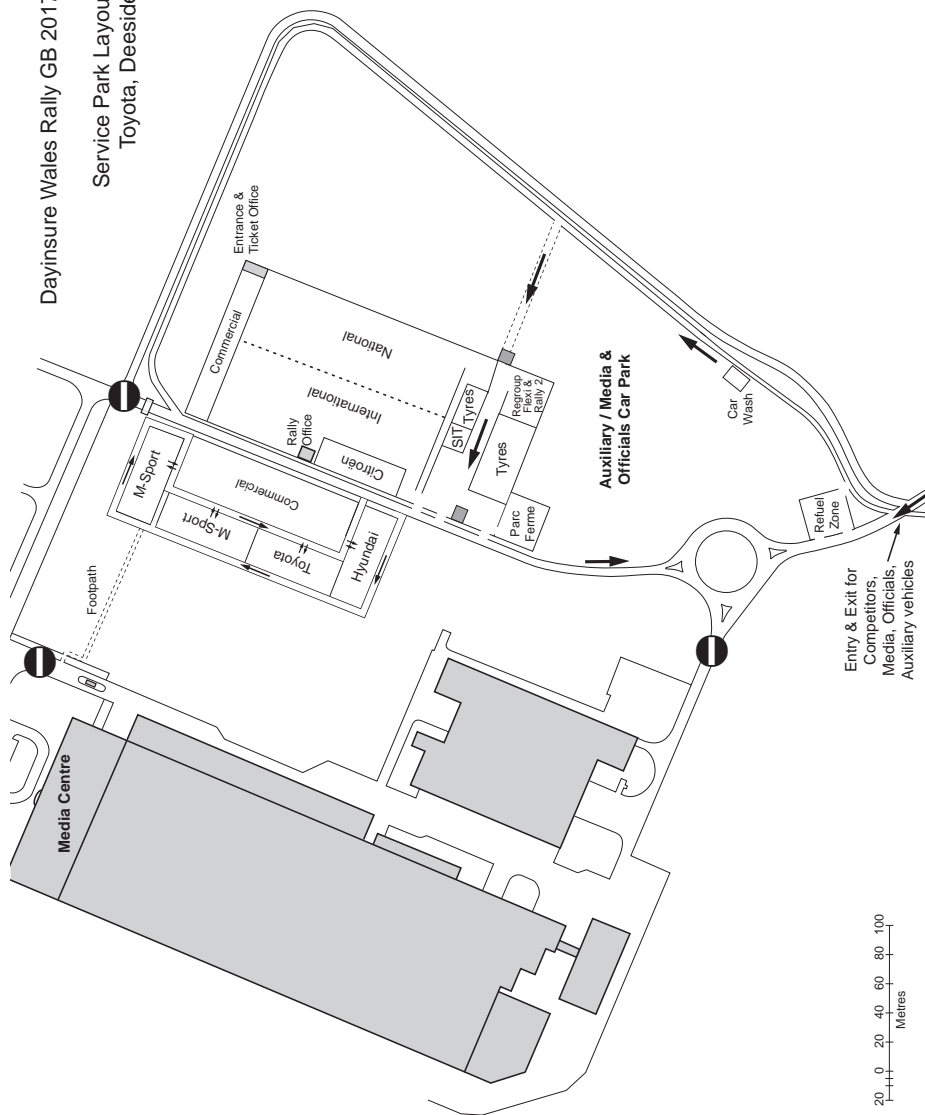 Dayinsure Wales Rally GB 2017
Service Park Layout
Toyota, Deeside
Entrance &
Ticket Office
Commercial
National
International
Rally
Office
Citroën
SIT
Tyres
Regroup
Flexi &
Rally 2
Tyres
Parc
Ferme
M-Sport
Commercial
M-Sport
Toyota
Hyundai
Footpath
Media Centre
Auxiliary / Media &
Officials Car Park
Car
Wash
Refuel
Zone
Entry & Exit for
Competitors,
Media, Officials,
Auxiliary vehicles
20 0 20 40 60 80 100
Metres